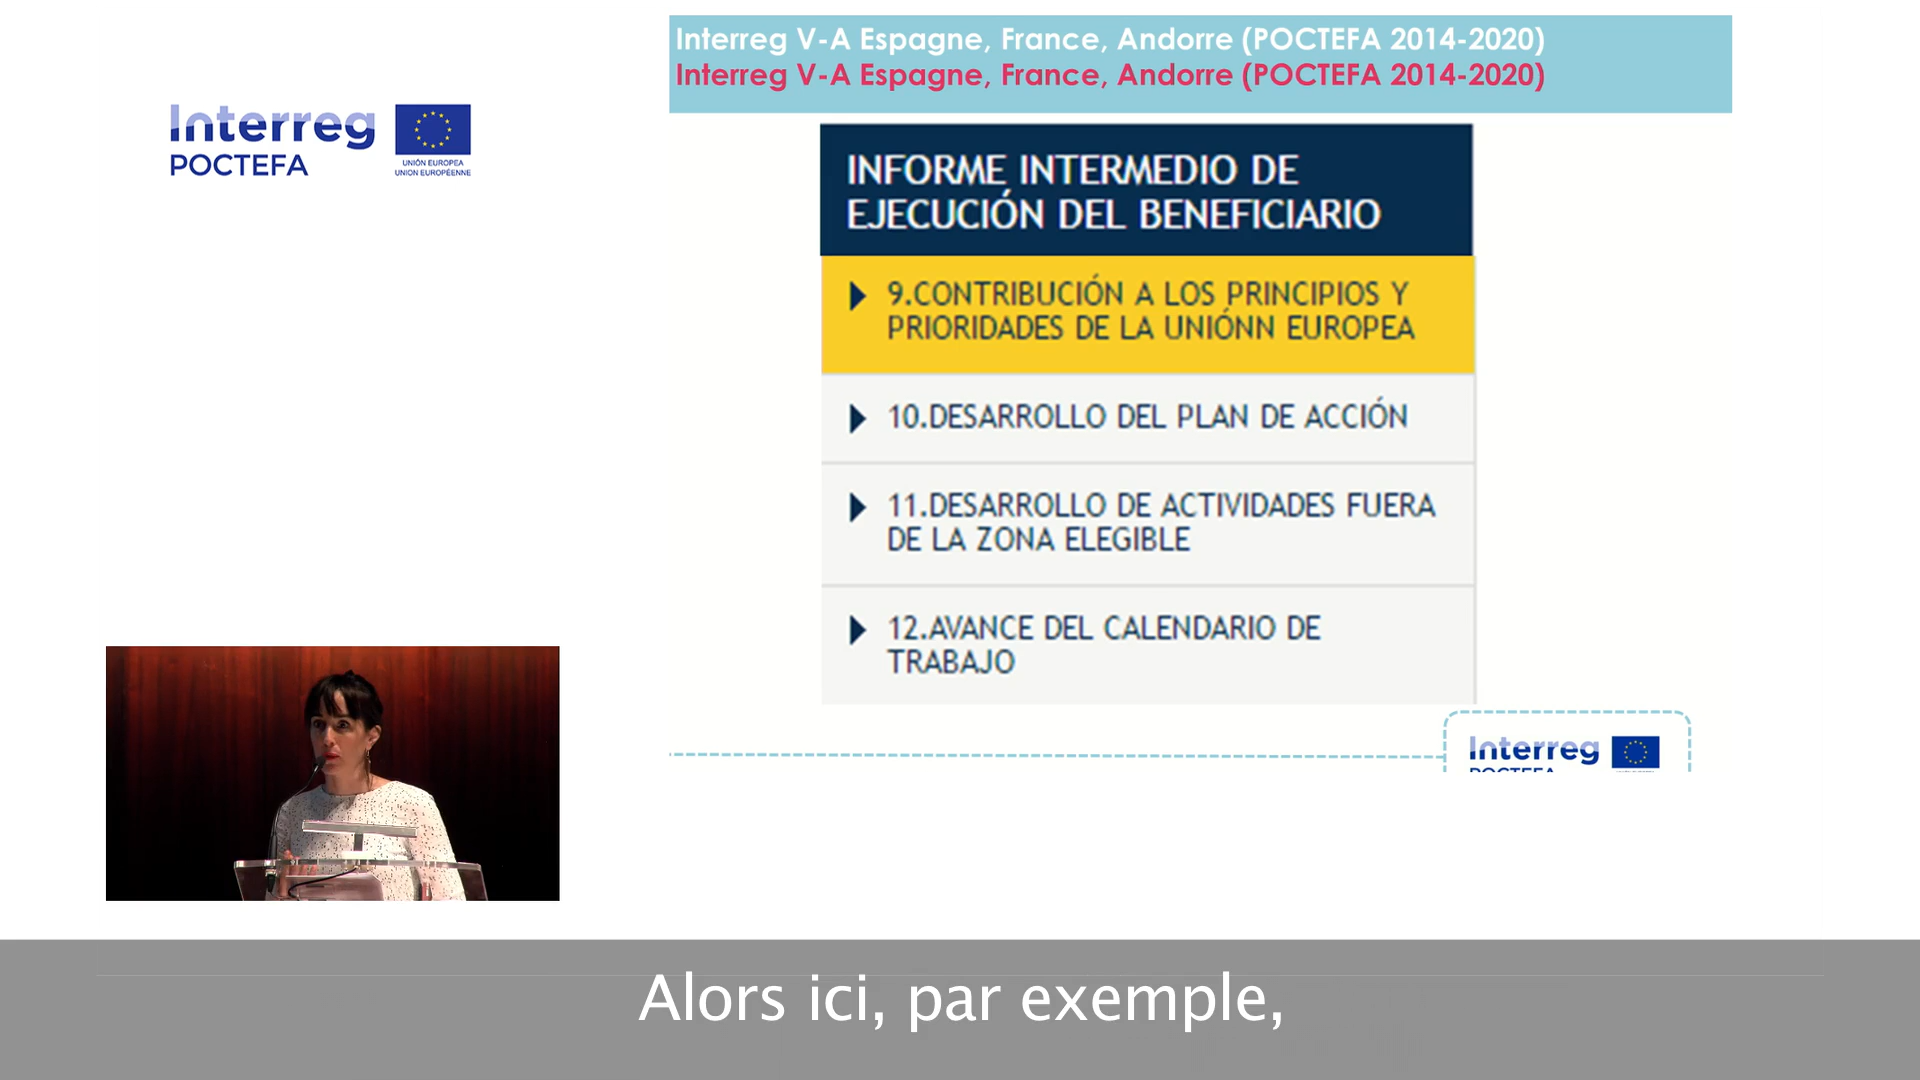 Interreg V-A Espagne, France, Andorre (POCTEFA 2014-2020)
Interreg V-A Espagne, France, Andorre (POCTEFA 2014-2020)
Interreg
POCTEFA
UNIÓN EUROPEA
UNION EUROPÉENNE
INFORME INTERMEDIO DE
EJECUCIÓN DEL BENEFICIARIO
9.CONTRIBUCIÓN A LOS PRINCIPIOS Y
PRIORIDADES DE LA UNIÓNN EUROPEA
10.DESARROLLO DEL PLAN DE ACCIÓN
11.DESARROLLO DE ACTIVIDADES FUERA
DE LA ZONA ELEGIBLE
12.AVANCE DEL CALENDARIO DE
TRABAJO
Interreg
POCTEFA
Alors ici, par exemple,